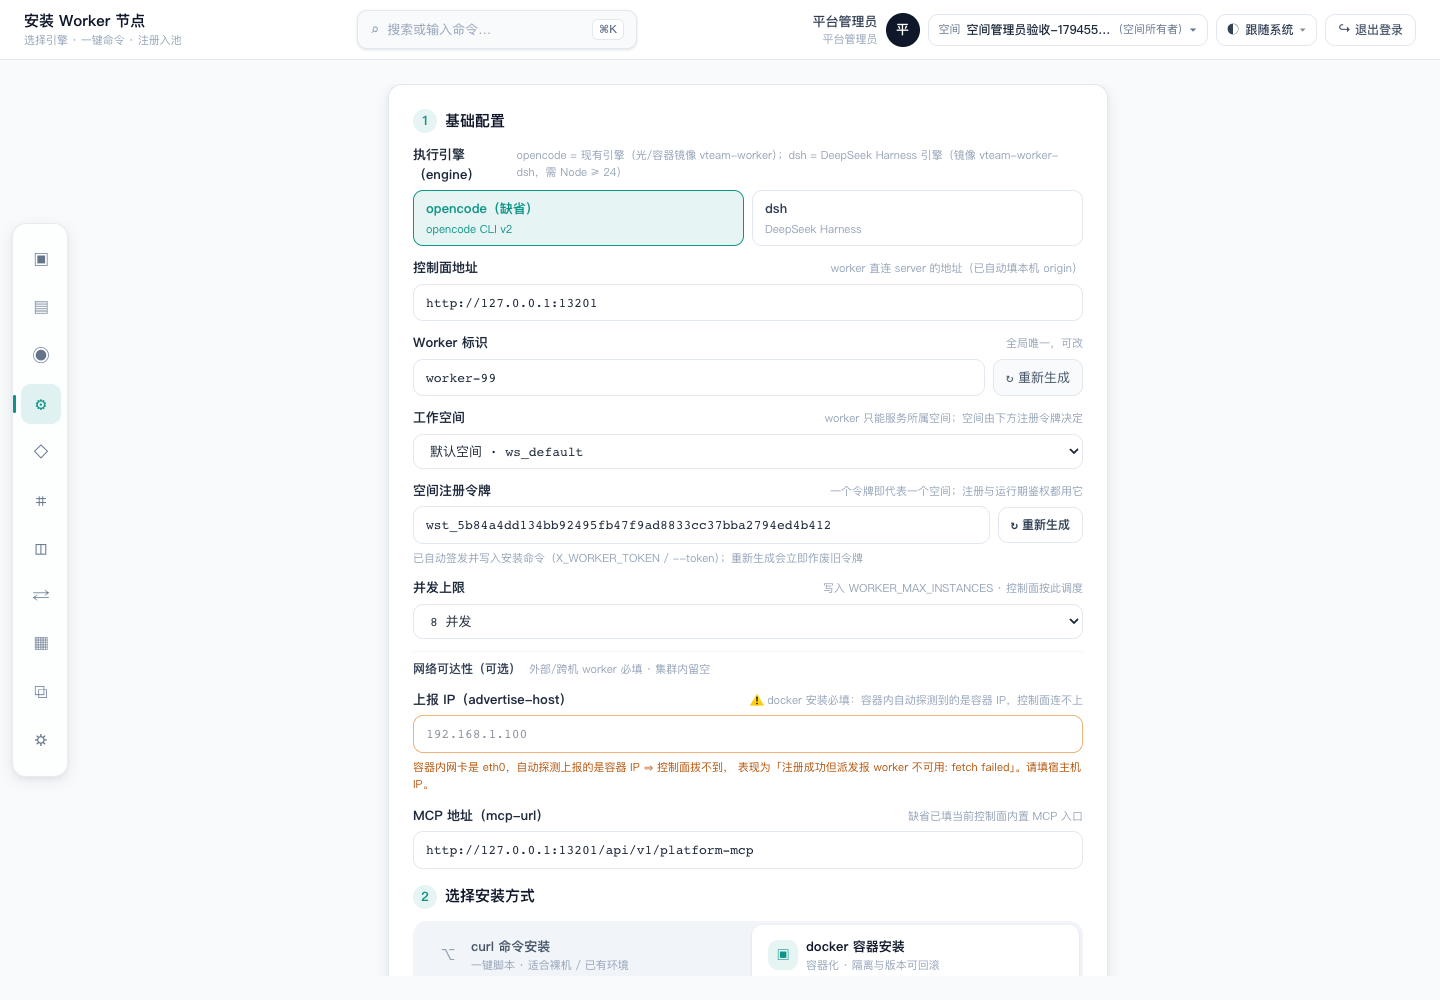 安装 Worker 节点
选择引擎 · 一键命令 · 注册入池
搜索或输入命令...
⌘K
平台管理员
平台管理员
平
空间 空间管理员验收-179455... (空间所有者)
跟随系统
退出登录
1 基础配置
执行引擎（engine）
opencode = 现有引擎（光/容器镜像 vteam-worker）；dsh = DeepSeek Harness 引擎（镜像 vteam-worker-dsh，需 Node ≥ 24）
opencode（缺省）
opencode CLI v2
dsh
DeepSeek Harness
控制面地址
worker 直连 server 的地址（已自动填本机 origin）
http://127.0.0.1:13201
Worker 标识
全局唯一，可改
worker-99
↻ 重新生成
工作空间
worker 只能服务所属空间；空间由下方注册令牌决定
默认空间 · ws_default
空间注册令牌
一个令牌即代表一个空间；注册与运行期鉴权都用它
wst_5b84a4dd134bb92495fb47f9ad8833cc37bba2794ed4b412
↻ 重新生成
已自动签发并写入安装命令（X_WORKER_TOKEN / --token）；重新生成会立即作废旧令牌
并发上限
写入 WORKER_MAX_INSTANCES · 控制面按此调度
8 并发
网络可达性（可选）
外部/跨机 worker 必填 · 集群内留空
上报 IP（advertise-host）
⚠️ docker 安装必填：容器内自动探测到的是容器 IP，控制面连不上
192.168.1.100
容器内网卡是 eth0，自动探测上报的是容器 IP ⇒ 控制面拨不到， 表现为「注册成功但派发报 worker 不可用: fetch failed」。请填宿主机
IP。
MCP 地址（mcp-url）
缺省已填当前控制面内置 MCP 入口
http://127.0.0.1:13201/api/v1/platform-mcp
2 选择安装方式
curl 命令安装
一键脚本 · 适合裸机 / 已有环境
docker 容器安装
容器化 · 隔离与版本可回滚